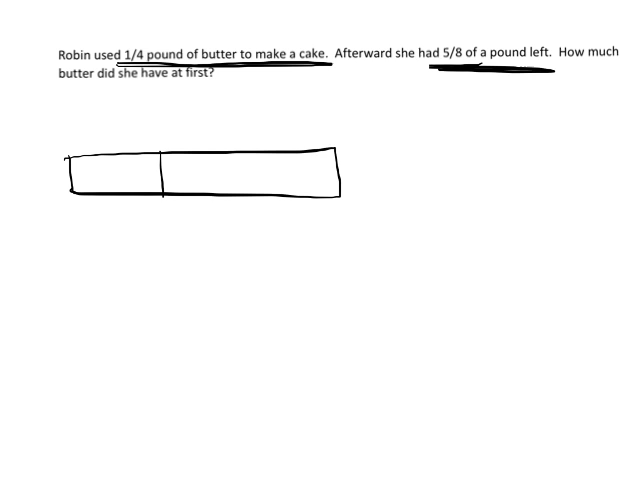 Robin used 1/4 pound of butter to make a cake. Afterward she had 5/8 of a pound left. How much
butter did she have at first?